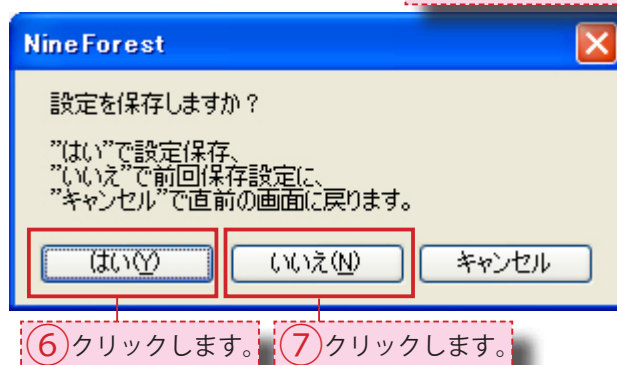 NineForest
設定を保存しますか？
”はい”で設定保存、
”いいえ”で前回保存設定に、
”キャンセル”で直前の画面に戻ります。
はい(Y) いいえ(N) キャンセル
⑥クリックします。 ⑦クリックします。